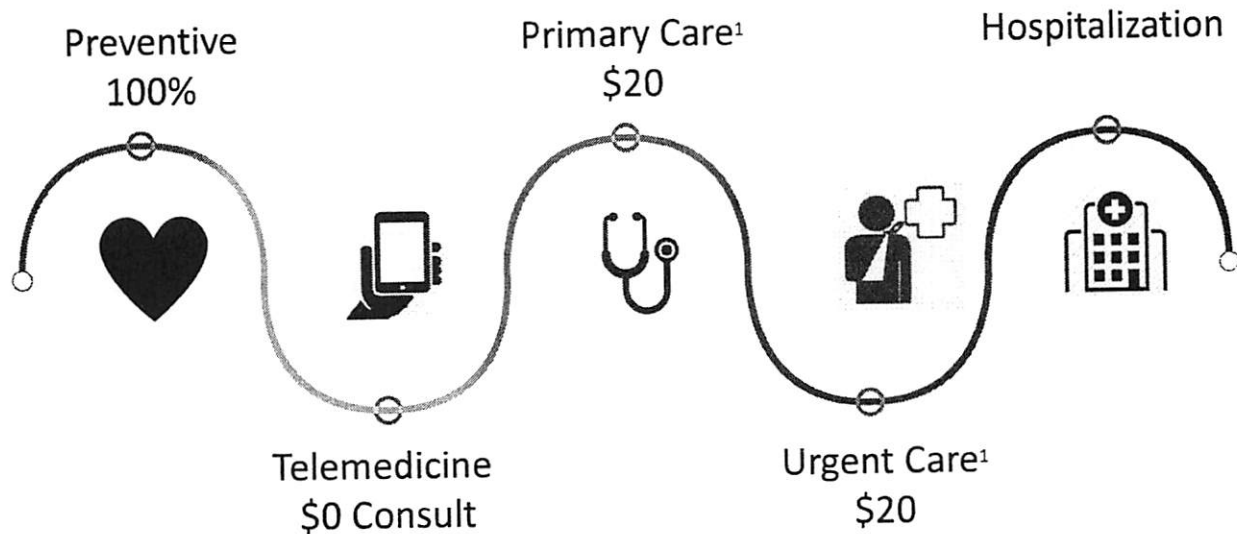 Preventive
100%
Telemedicine
$0 Consult
Primary Care¹
$20
Urgent Care¹
$20
Hospitalization